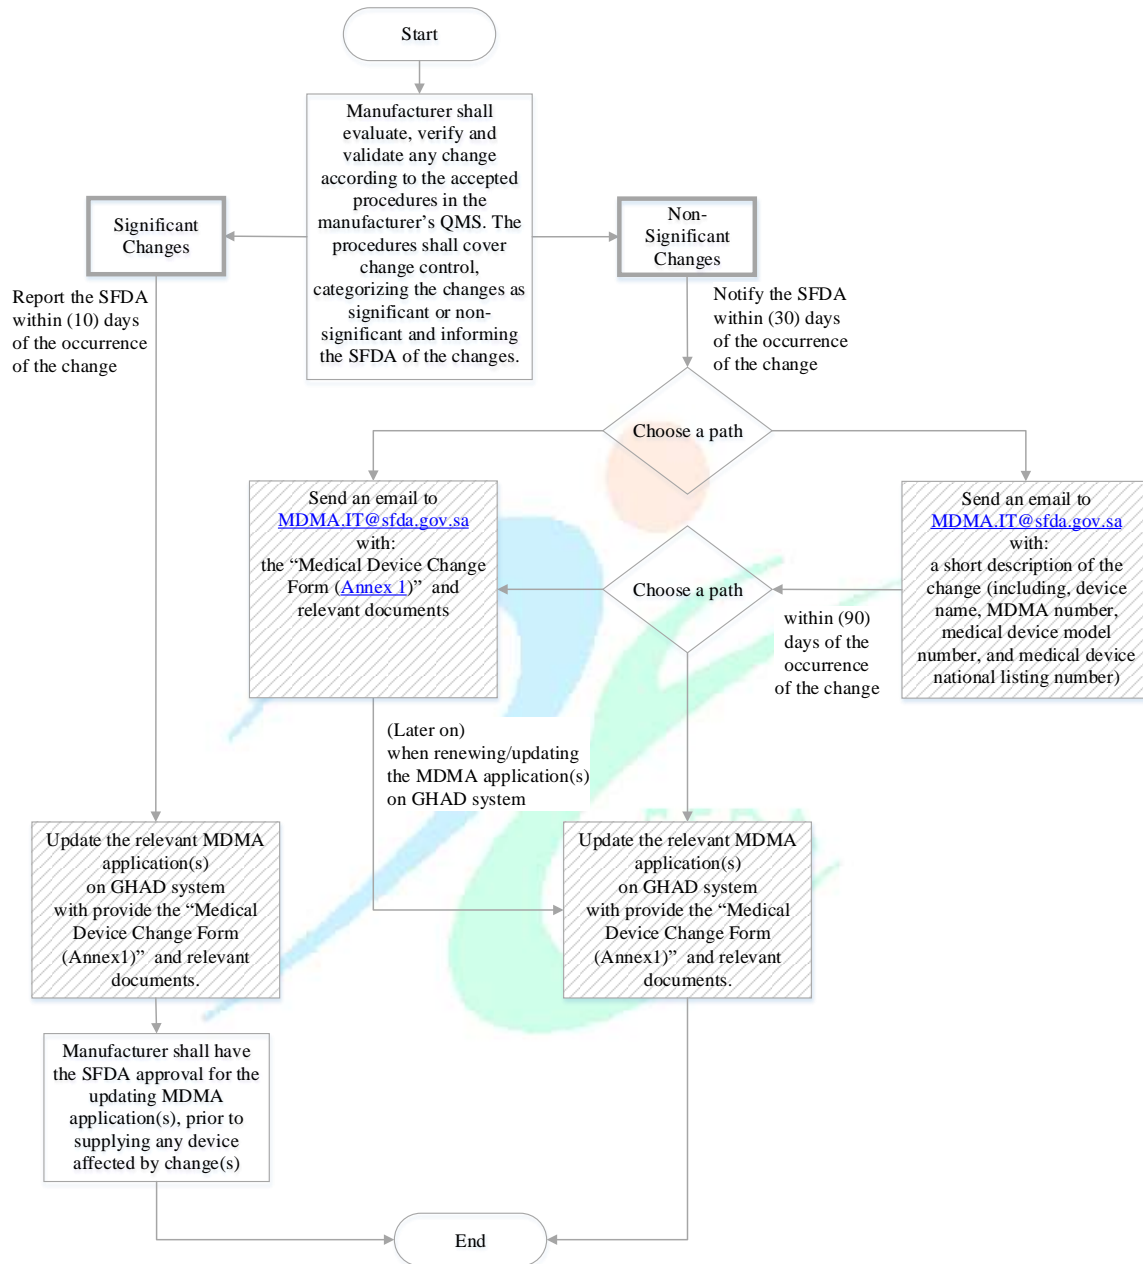 Start
Manufacturer shall
evaluate, verify and
validate any change
according to the accepted
procedures in the
manufacturer's QMS. The
procedures shall cover
change control,
categorizing the changes as
significant or non-
significant and informing
the SFDA of the changes.
Significant
Changes
Non-
Significant
Changes
Report the SFDA
within (10) days
of the occurrence
of the change
Notify the SFDA
within (30) days
of the occurrence
of the change
Choose a path
Send an email to
MDMA.IT@sfda.gov.sa
with:
the “Medical Device Change
Form (Annex 1)” and
relevant documents
Send an email to
MDMA.IT@sfda.gov.sa
with:
a short description of the
change (including, device
name, MDMA number,
medical device model
number, and medical device
national listing number)
Choose a path
within (90)
days of the
occurrence
of the change
(Later on)
when renewing/updating
the MDMA application(s)
on GHAD system
Update the relevant MDMA
application(s)
on GHAD system
with provide the “Medical
Device Change Form
(Annex1)” and relevant
documents.
Update the relevant MDMA
application(s)
on GHAD system
with provide the “Medical
Device Change Form
(Annex1)” and relevant
documents.
Manufacturer shall have
the SFDA approval for the
updating MDMA
application(s), prior to
supplying any device
affected by change(s)
End